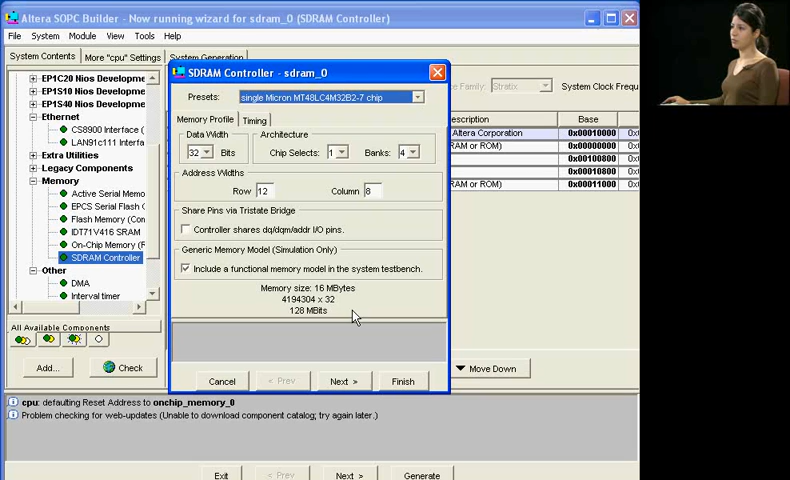 Altera SOPC Builder - Now running wizard for sdram_0 (SDRAM Controller)
File System Module View Tools Help
System Contents More "cpu" Settings System Generation
EP1C20 Nios Developme
EP1S10 Nios Developme
EP1S40 Nios Developme
Ethernet
CS8900 Interface (
LAN91c111 Interfa
Extra Utilities
Legacy Components
Memory
Active Serial Memo
EPCS Serial Flash C
Flash Memory (Con
IDT71V416 SRAM
On-Chip Memory (R
SDRAM Controller
Other
DMA
Interval timer
All Available Components
Add... Check
SDRAM Controller - sdram_0
Presets: single Micron MT48LC4M32B2-7 chip
Memory Profile Timing
Data Width
32 Bits
Architecture
Chip Selects: 1 Banks: 4
Address Widths
Row 12 Column 8
Share Pins via Tristate Bridge
Controller shares dq/dqm/addr I/O pins.
Generic Memory Model (Simulation Only)
Include a functional memory model in the system testbench.
Memory size: 16 MBytes
4194304 x 32
128 MBits
Cancel < Prev Next > Finish
Family: Stratix System Clock Frequ
escription Base
Altera Corporation 0x00010000 0x0
RAM or ROM) 0x00000000 0x0
0x00100800 0x0
0x00010800 0x0
RAM or ROM) 0x00011000 0x0
Move Down
cpu: defaulting Reset Address to onchip_memory_0
Problem checking for web-updates (Unable to download component catalog; try again later.)
Exit < Prev Next > Generate